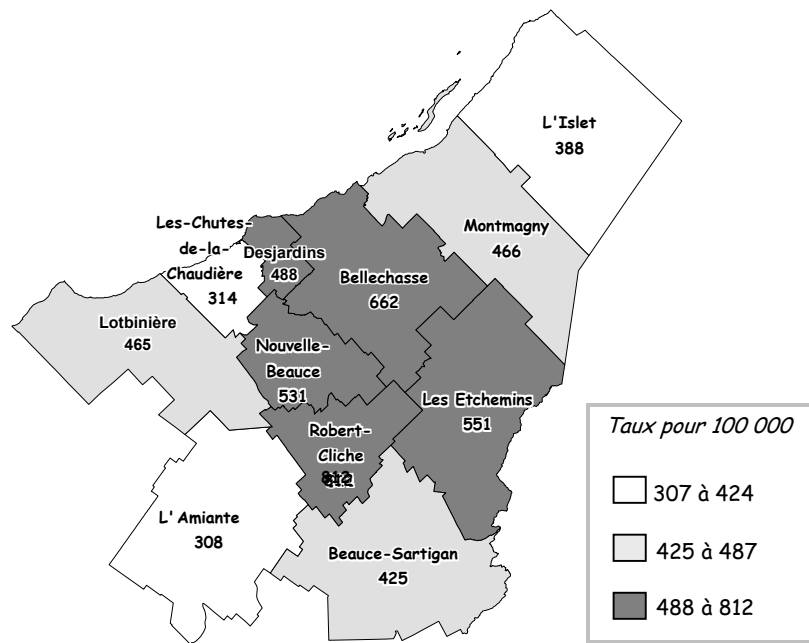 L'Islet
388
Montmagny
466
Les-Chutes-
de-la-
Chaudière
314
Desjardins
488
Bellechasse
662
Lotbinière
465
Nouvelle-
Beauce
531
Les Etchemins
551
Robert-
Cliche
812
L' Amiante
308
Beauce-Sartigan
425
Taux pour 100 000
307 à 424
425 à 487
488 à 812